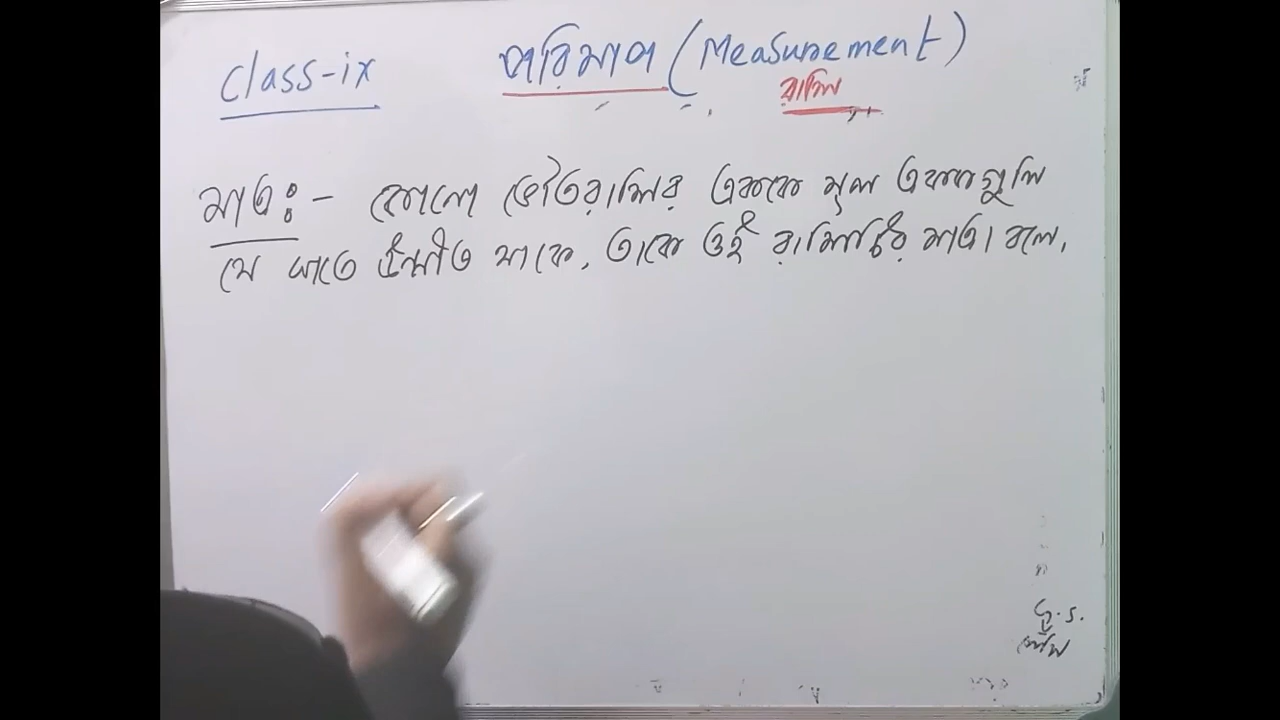 Class-ix
পরিমাপ (Measurement)
রাশি
মাত্রা :- কোনো ভৌতরাশির এককে মূল এককগুলি
যে ঘাতে উন্নীত থাকে, তাকে ওই রাশিটির মাত্রা বলে,
G.S.